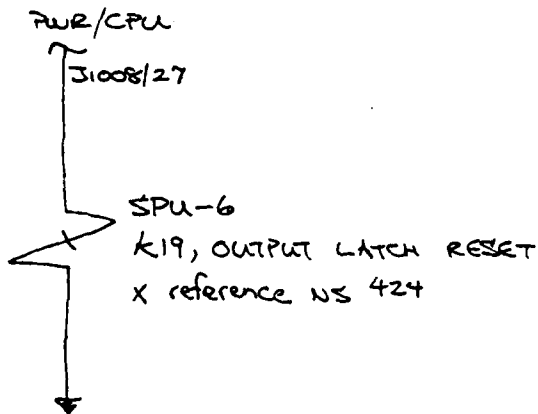 PWR/CPU
J1008/27
SPU-6
K19, OUTPUT LATCH RESET
X reference NS 424